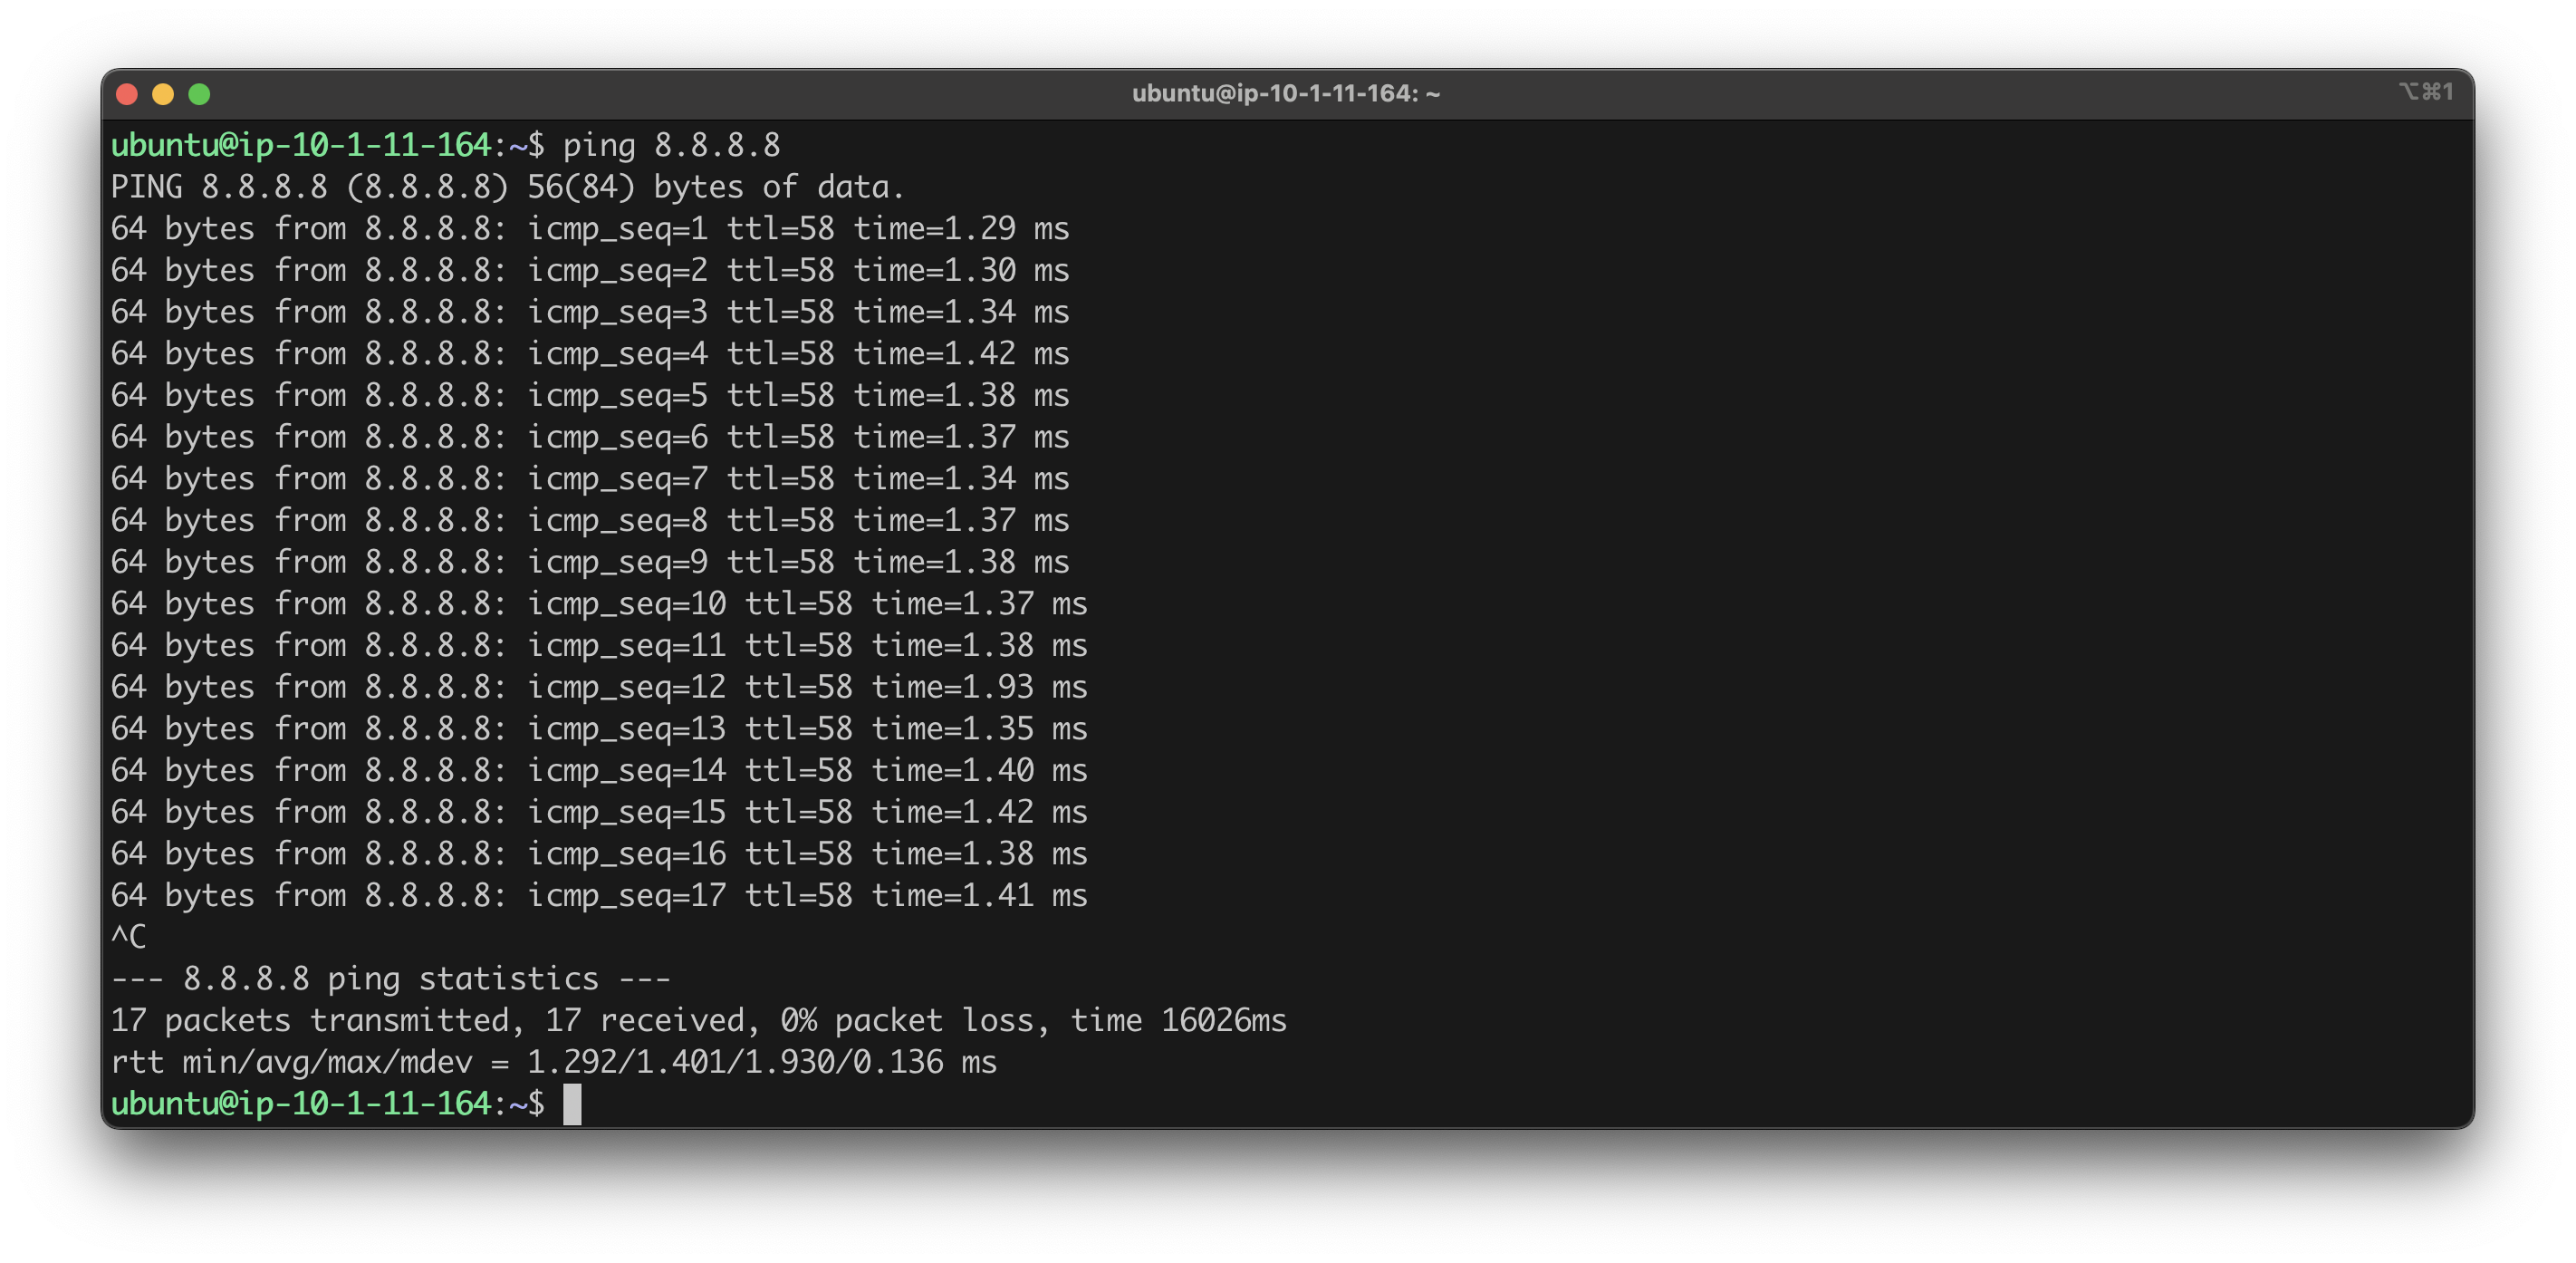 ubuntu@ip-10-1-11-164: ~
⌥⌘1
ubuntu@ip-10-1-11-164:~$ ping 8.8.8.8
PING 8.8.8.8 (8.8.8.8) 56(84) bytes of data.
64 bytes from 8.8.8.8: icmp_seq=1 ttl=58 time=1.29 ms
64 bytes from 8.8.8.8: icmp_seq=2 ttl=58 time=1.30 ms
64 bytes from 8.8.8.8: icmp_seq=3 ttl=58 time=1.34 ms
64 bytes from 8.8.8.8: icmp_seq=4 ttl=58 time=1.42 ms
64 bytes from 8.8.8.8: icmp_seq=5 ttl=58 time=1.38 ms
64 bytes from 8.8.8.8: icmp_seq=6 ttl=58 time=1.37 ms
64 bytes from 8.8.8.8: icmp_seq=7 ttl=58 time=1.34 ms
64 bytes from 8.8.8.8: icmp_seq=8 ttl=58 time=1.37 ms
64 bytes from 8.8.8.8: icmp_seq=9 ttl=58 time=1.38 ms
64 bytes from 8.8.8.8: icmp_seq=10 ttl=58 time=1.37 ms
64 bytes from 8.8.8.8: icmp_seq=11 ttl=58 time=1.38 ms
64 bytes from 8.8.8.8: icmp_seq=12 ttl=58 time=1.93 ms
64 bytes from 8.8.8.8: icmp_seq=13 ttl=58 time=1.35 ms
64 bytes from 8.8.8.8: icmp_seq=14 ttl=58 time=1.40 ms
64 bytes from 8.8.8.8: icmp_seq=15 ttl=58 time=1.42 ms
64 bytes from 8.8.8.8: icmp_seq=16 ttl=58 time=1.38 ms
64 bytes from 8.8.8.8: icmp_seq=17 ttl=58 time=1.41 ms
^C
--- 8.8.8.8 ping statistics ---
17 packets transmitted, 17 received, 0% packet loss, time 16026ms
rtt min/avg/max/mdev = 1.292/1.401/1.930/0.136 ms
ubuntu@ip-10-1-11-164:~$